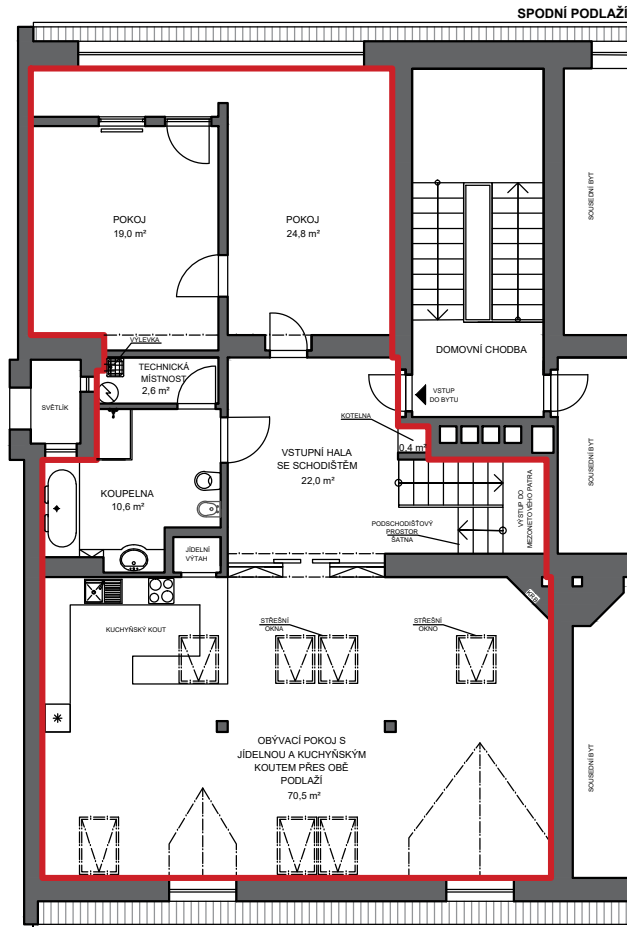 SPODNÍ PODLAŽÍ
SOUSEDNÍ BYT
POKOJ
19,0 m²
POKOJ
24,8 m²
VÝLEVKA
TECHNICKÁ
MÍSTNOST
2,6 m²
DOMOVNÍ CHODBA
VSTUP
DO BYTU
SVĚTLÍK
KOTELNA
0,4 m²
VSTUPNÍ HALA
SE SCHODIŠTĚM
22,0 m²
KOUPELNA
10,6 m²
SOUSEDNÍ BYT
VÝSTUP DO
MEZONETOVÉHO PATRA
PODSCHODIŠŤOVÝ
PROSTOR
ŠATNA
JÍDELNÍ
VÝTAH
KRB
KUCHYŇSKÝ KOUT
STŘEŠNÍ
OKNA
STŘEŠNÍ
OKNO
OBÝVACÍ POKOJ S
JÍDELNOU A KUCHYŇSKÝM
KOUTEM PŘES OBĚ
PODLAŽÍ
70,5 m²
SOUSEDNÍ BYT